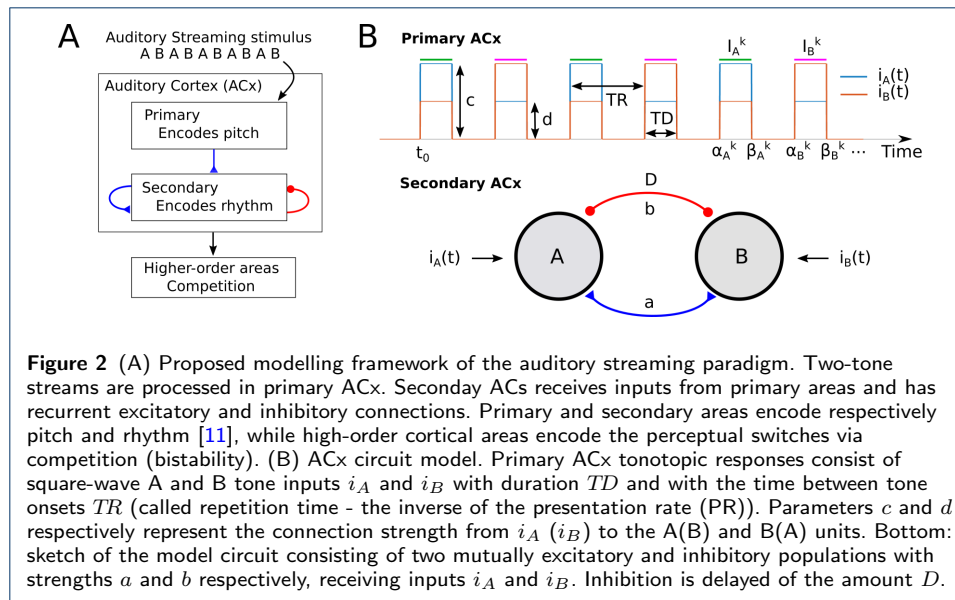 A
Auditory Streaming stimulus
A B A B A B A B A B
Auditory Cortex (ACx)
Primary
Encodes pitch
Secondary
Encodes rhythm
Higher-order areas
Competition
B
Primary ACx
I_A^k
I_B^k
i_A(t)
i_B(t)
c
d
TR
TD
t_0
α_A^k β_A^k α_B^k β_B^k ... Time
Secondary ACx
D
b
i_A(t)
A
B
i_B(t)
a
Figure 2 (A) Proposed modelling framework of the auditory streaming paradigm. Two-tone
streams are processed in primary ACx. Seconday ACs receives inputs from primary areas and has
recurrent excitatory and inhibitory connections. Primary and secondary areas encode respectively
pitch and rhythm [11], while high-order cortical areas encode the perceptual switches via
competition (bistability). (B) ACx circuit model. Primary ACx tonotopic responses consist of
square-wave A and B tone inputs i_A and i_B with duration TD and with the time between tone
onsets TR (called repetition time - the inverse of the presentation rate (PR)). Parameters c and d
respectively represent the connection strength from i_A (i_B) to the A(B) and B(A) units. Bottom:
sketch of the model circuit consisting of two mutually excitatory and inhibitory populations with
strengths a and b respectively, receiving inputs i_A and i_B. Inhibition is delayed of the amount D.